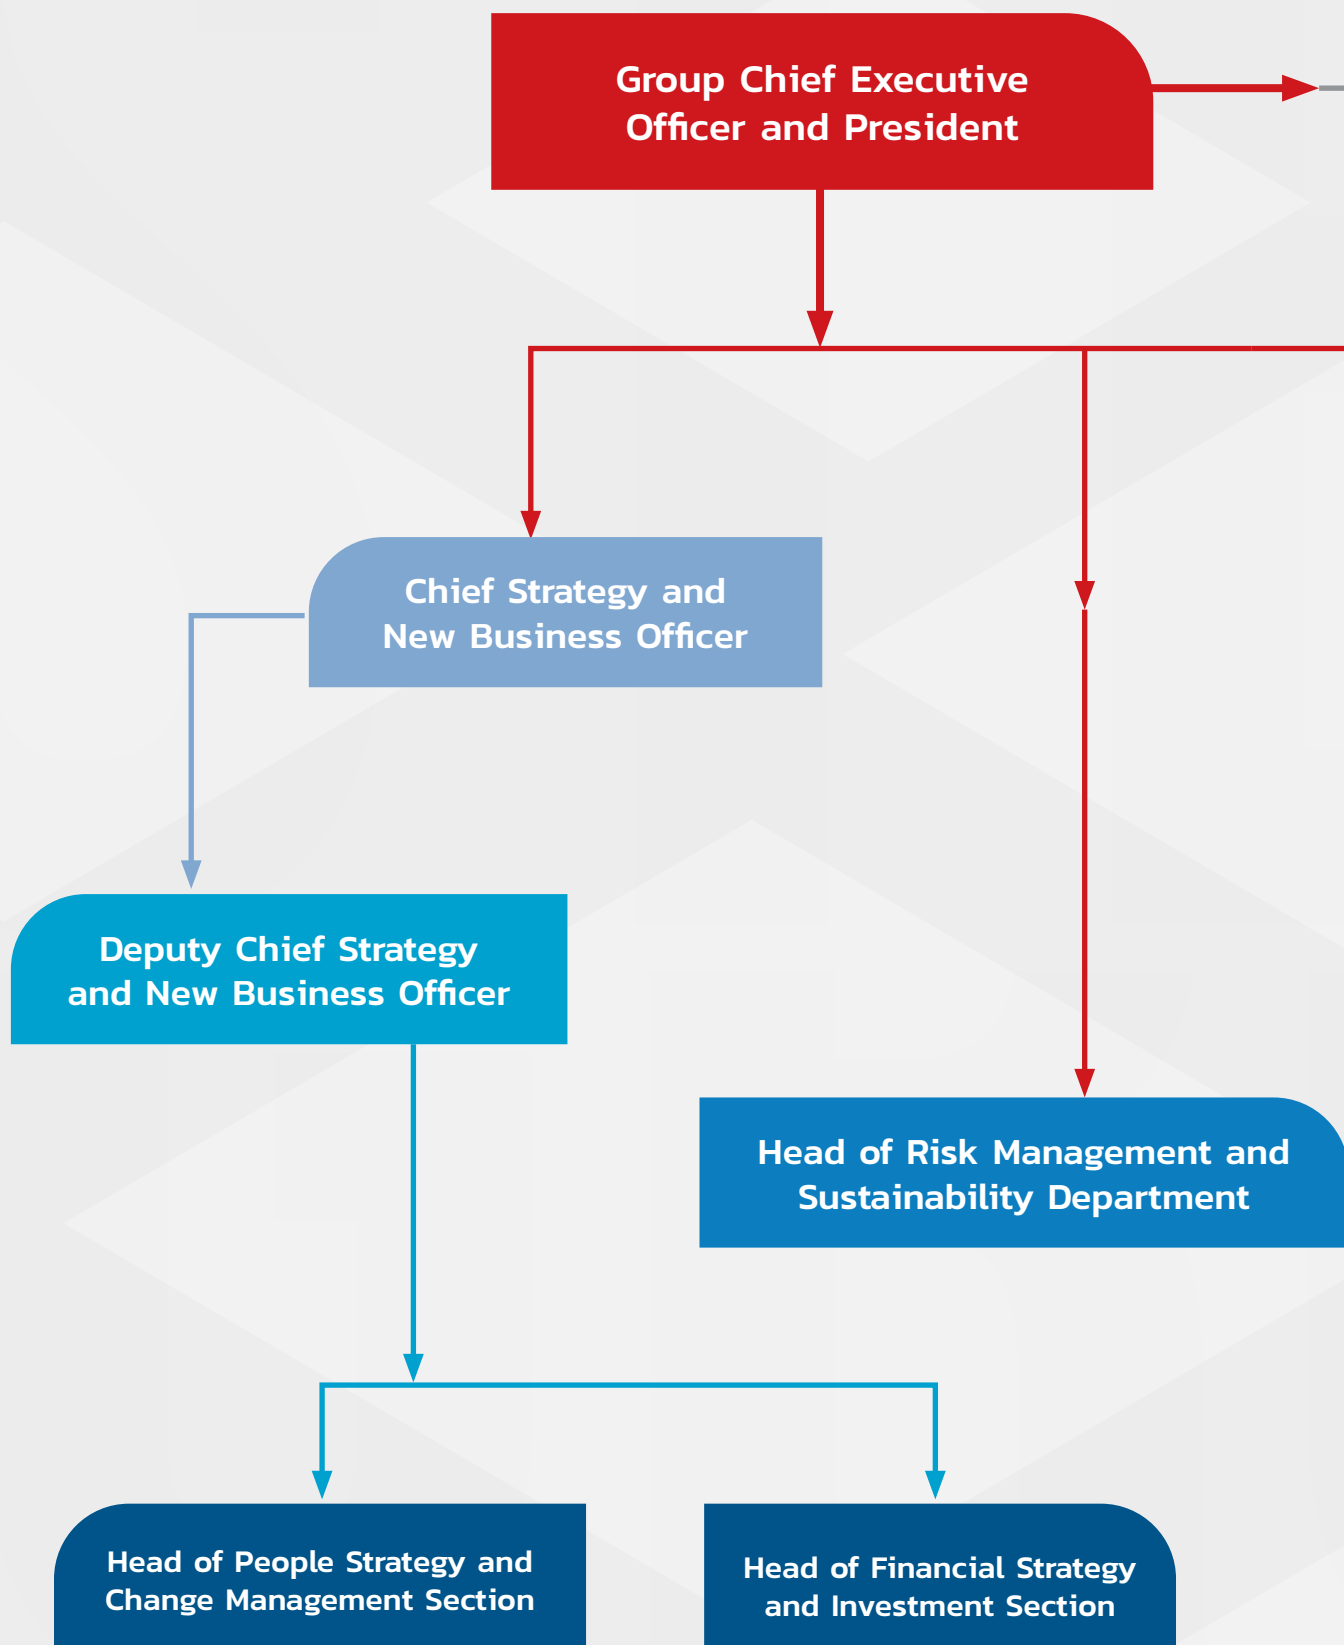 Group Chief Executive
Officer and President
Chief Strategy and
New Business Officer
Deputy Chief Strategy
and New Business Officer
Head of Risk Management and
Sustainability Department
Head of People Strategy and
Change Management Section
Head of Financial Strategy
and Investment Section